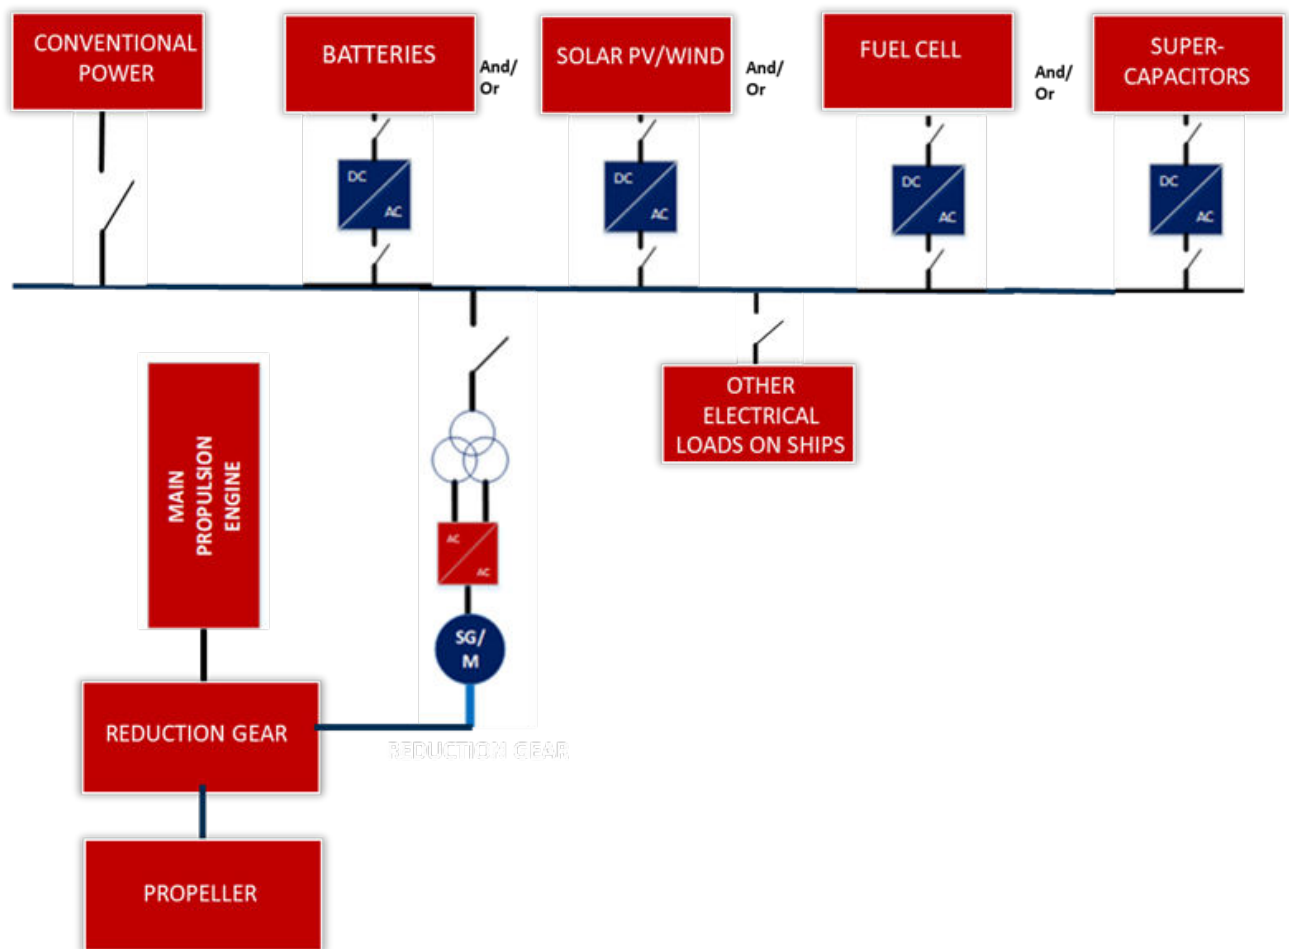 CONVENTIONAL
POWER
BATTERIES
And/
Or
SOLAR PV/WIND
And/
Or
FUEL CELL
And/
Or
SUPER-
CAPACITORS
DC
AC
DC
AC
DC
AC
DC
AC
OTHER
ELECTRICAL
LOADS ON SHIPS
MAIN
PROPULSION
ENGINE
AC
AC
SG/
M
REDUCTION GEAR
REDUCTION GEAR
PROPELLER